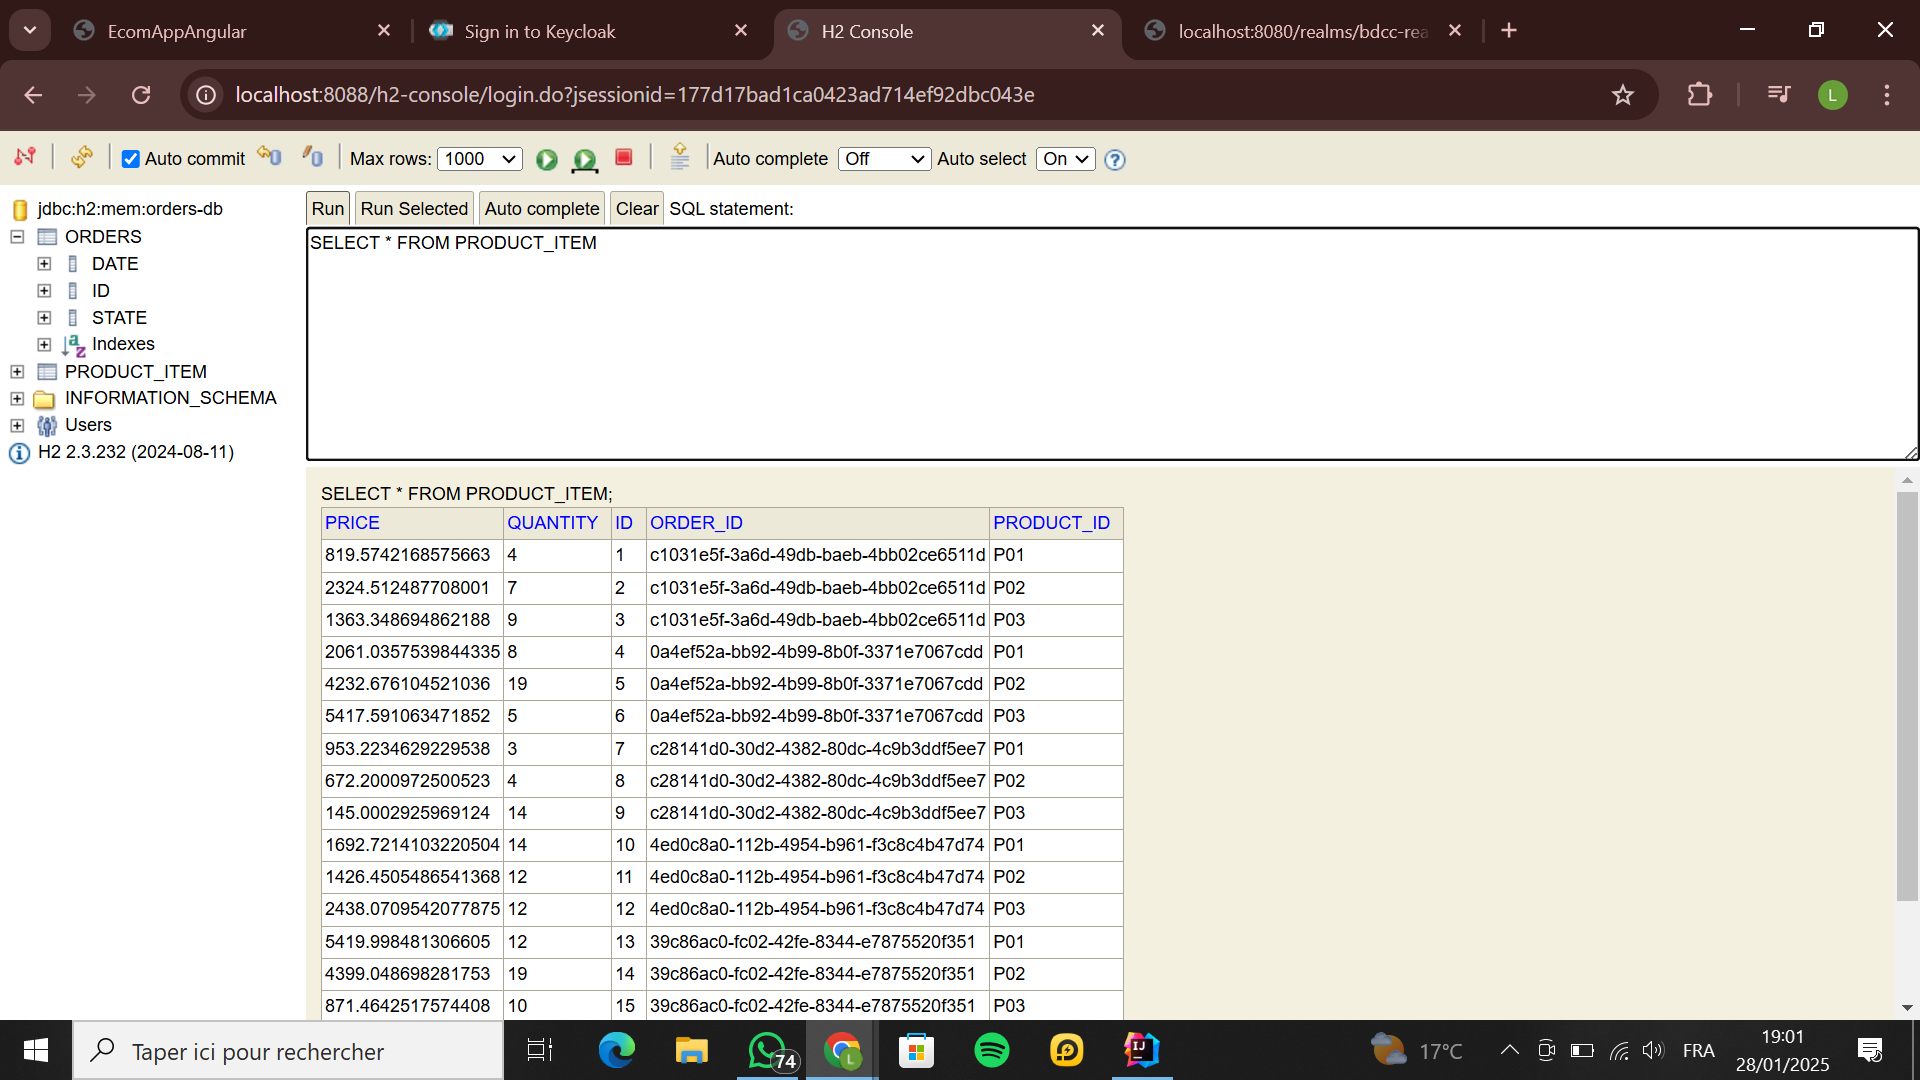 EcomAppAngular
Sign in to Keycloak
H2 Console
localhost:8080/realms/bdcc-rea
localhost:8088/h2-console/login.do?jsessionid=177d17bad1ca0423ad714ef92dbc043e
L
Auto commit
Max rows: 1000
Auto complete Off
Auto select On
jdbc:h2:mem:orders-db
ORDERS
DATE
ID
STATE
Indexes
PRODUCT_ITEM
INFORMATION_SCHEMA
Users
H2 2.3.232 (2024-08-11)
Run Run Selected Auto complete Clear SQL statement:
SELECT * FROM PRODUCT_ITEM
SELECT * FROM PRODUCT_ITEM;
PRICE QUANTITY ID ORDER_ID PRODUCT_ID
819.5742168575663 4 1 c1031e5f-3a6d-49db-baeb-4bb02ce6511d P01
2324.512487708001 7 2 c1031e5f-3a6d-49db-baeb-4bb02ce6511d P02
1363.348694862188 9 3 c1031e5f-3a6d-49db-baeb-4bb02ce6511d P03
2061.0357539844335 8 4 0a4ef52a-bb92-4b99-8b0f-3371e7067cdd P01
4232.676104521036 19 5 0a4ef52a-bb92-4b99-8b0f-3371e7067cdd P02
5417.591063471852 5 6 0a4ef52a-bb92-4b99-8b0f-3371e7067cdd P03
953.2234629229538 3 7 c28141d0-30d2-4382-80dc-4c9b3ddf5ee7 P01
672.2000972500523 4 8 c28141d0-30d2-4382-80dc-4c9b3ddf5ee7 P02
145.0002925969124 14 9 c28141d0-30d2-4382-80dc-4c9b3ddf5ee7 P03
1692.7214103220504 14 10 4ed0c8a0-112b-4954-b961-f3c8c4b47d74 P01
1426.4505486541368 12 11 4ed0c8a0-112b-4954-b961-f3c8c4b47d74 P02
2438.0709542077875 12 12 4ed0c8a0-112b-4954-b961-f3c8c4b47d74 P03
5419.998481306605 12 13 39c86ac0-fc02-42fe-8344-e7875520f351 P01
4399.048698281753 19 14 39c86ac0-fc02-42fe-8344-e7875520f351 P02
871.4642517574408 10 15 39c86ac0-fc02-42fe-8344-e7875520f351 P03
Taper ici pour rechercher
74
L
IJ
17°C
FRA
19:01
28/01/2025